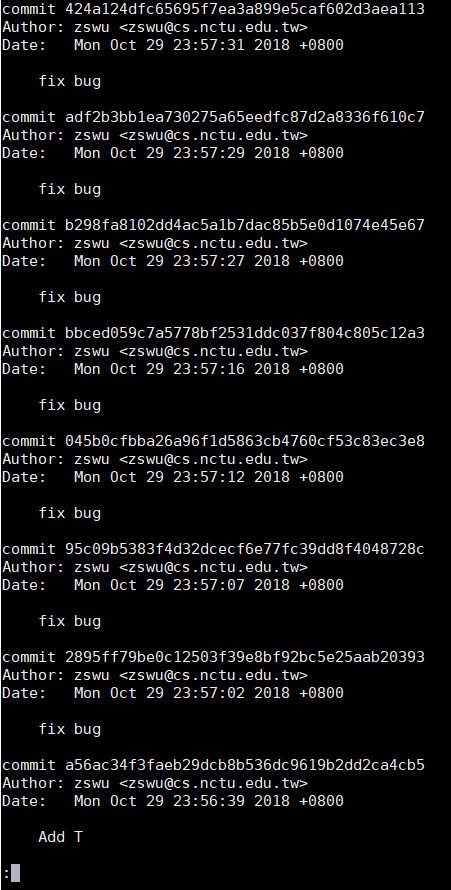 commit 424a124dfc65695f7ea3a899e5caf602d3aea113
Author: zswu <zswu@cs.nctu.edu.tw>
Date:   Mon Oct 29 23:57:31 2018 +0800
    fix bug
commit adf2b3bb1ea730275a65eedfc87d2a8336f610c7
Author: zswu <zswu@cs.nctu.edu.tw>
Date:   Mon Oct 29 23:57:29 2018 +0800
    fix bug
commit b298fa8102dd4ac5a1b7dac85b5e0d1074e45e67
Author: zswu <zswu@cs.nctu.edu.tw>
Date:   Mon Oct 29 23:57:27 2018 +0800
    fix bug
commit bbced059c7a5778bf2531ddc037f804c805c12a3
Author: zswu <zswu@cs.nctu.edu.tw>
Date:   Mon Oct 29 23:57:16 2018 +0800
    fix bug
commit 045b0cfbba26a96f1d5863cb4760cf53c83ec3e8
Author: zswu <zswu@cs.nctu.edu.tw>
Date:   Mon Oct 29 23:57:12 2018 +0800
    fix bug
commit 95c09b5383f4d32dcecf6e77fc39dd8f4048728c
Author: zswu <zswu@cs.nctu.edu.tw>
Date:   Mon Oct 29 23:57:07 2018 +0800
    fix bug
commit 2895ff79be0c12503f39e8bf92bc5e25aab20393
Author: zswu <zswu@cs.nctu.edu.tw>
Date:   Mon Oct 29 23:57:02 2018 +0800
    fix bug
commit a56ac34f3faeb29dcb8b536dc9619b2dd2ca4cb5
Author: zswu <zswu@cs.nctu.edu.tw>
Date:   Mon Oct 29 23:56:39 2018 +0800
    Add T
: